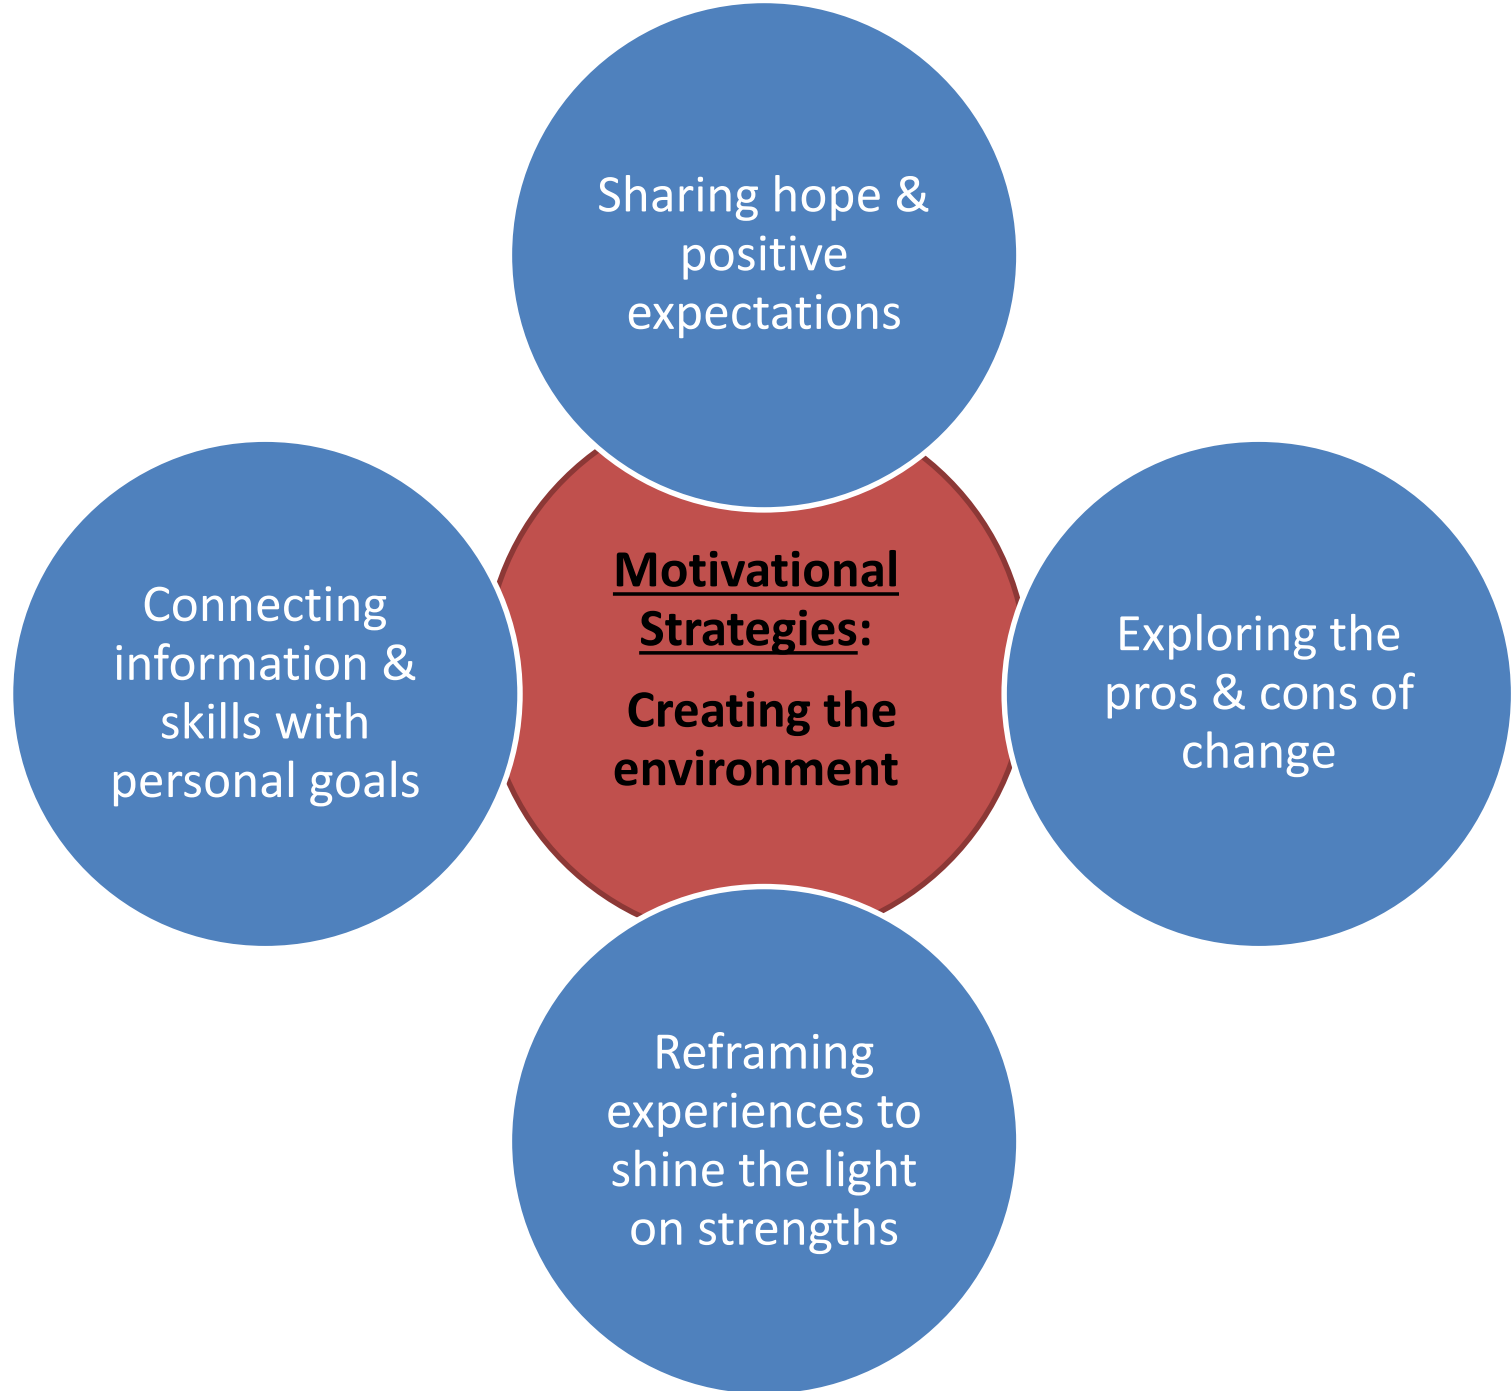 Sharing hope &
positive
expectations
Motivational
Strategies:
Creating the
environment
Connecting
information &
skills with
personal goals
Exploring the
pros & cons of
change
Reframing
experiences to
shine the light
on strengths